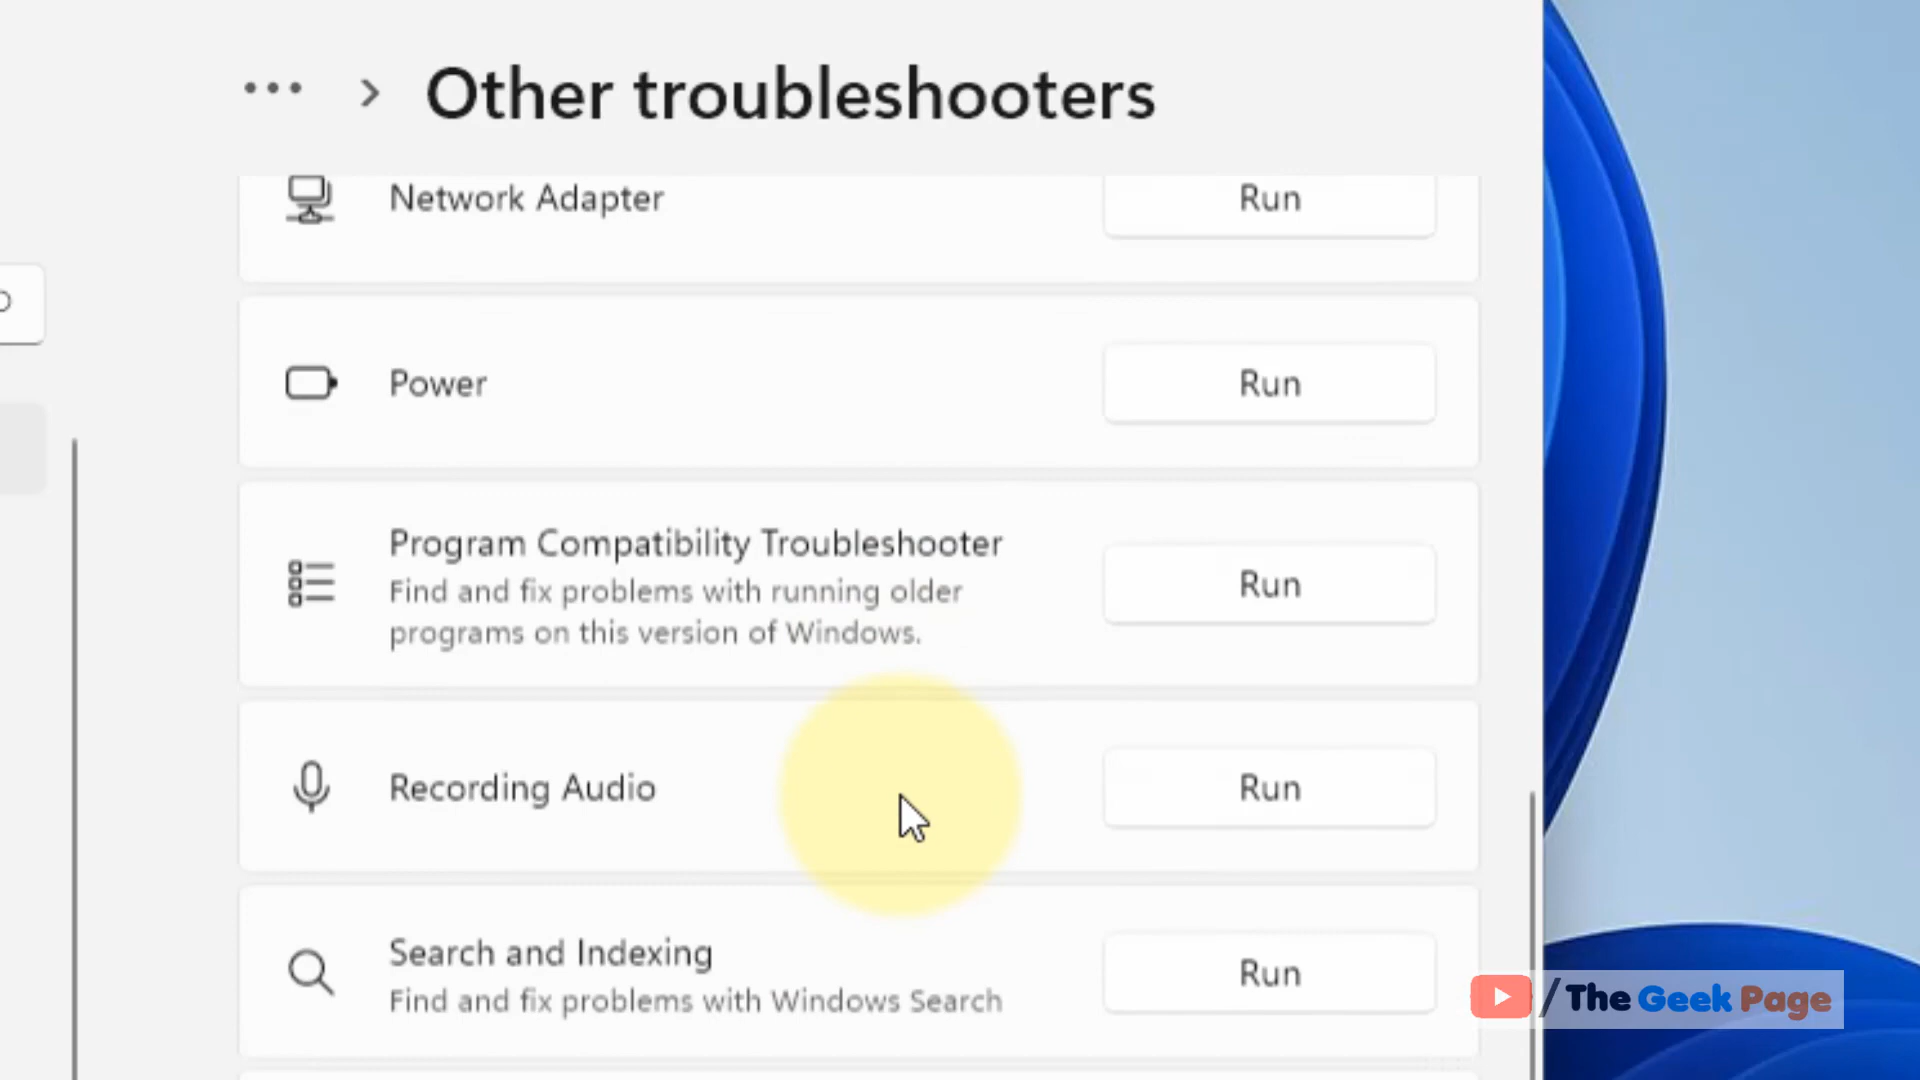 Other troubleshooters
Network Adapter
Run
Power
Run
Program Compatibility Troubleshooter
Find and fix problems with running older
programs on this version of Windows.
Run
Recording Audio
Run
Search and Indexing
Find and fix problems with Windows Search
Run
/The Geek Page